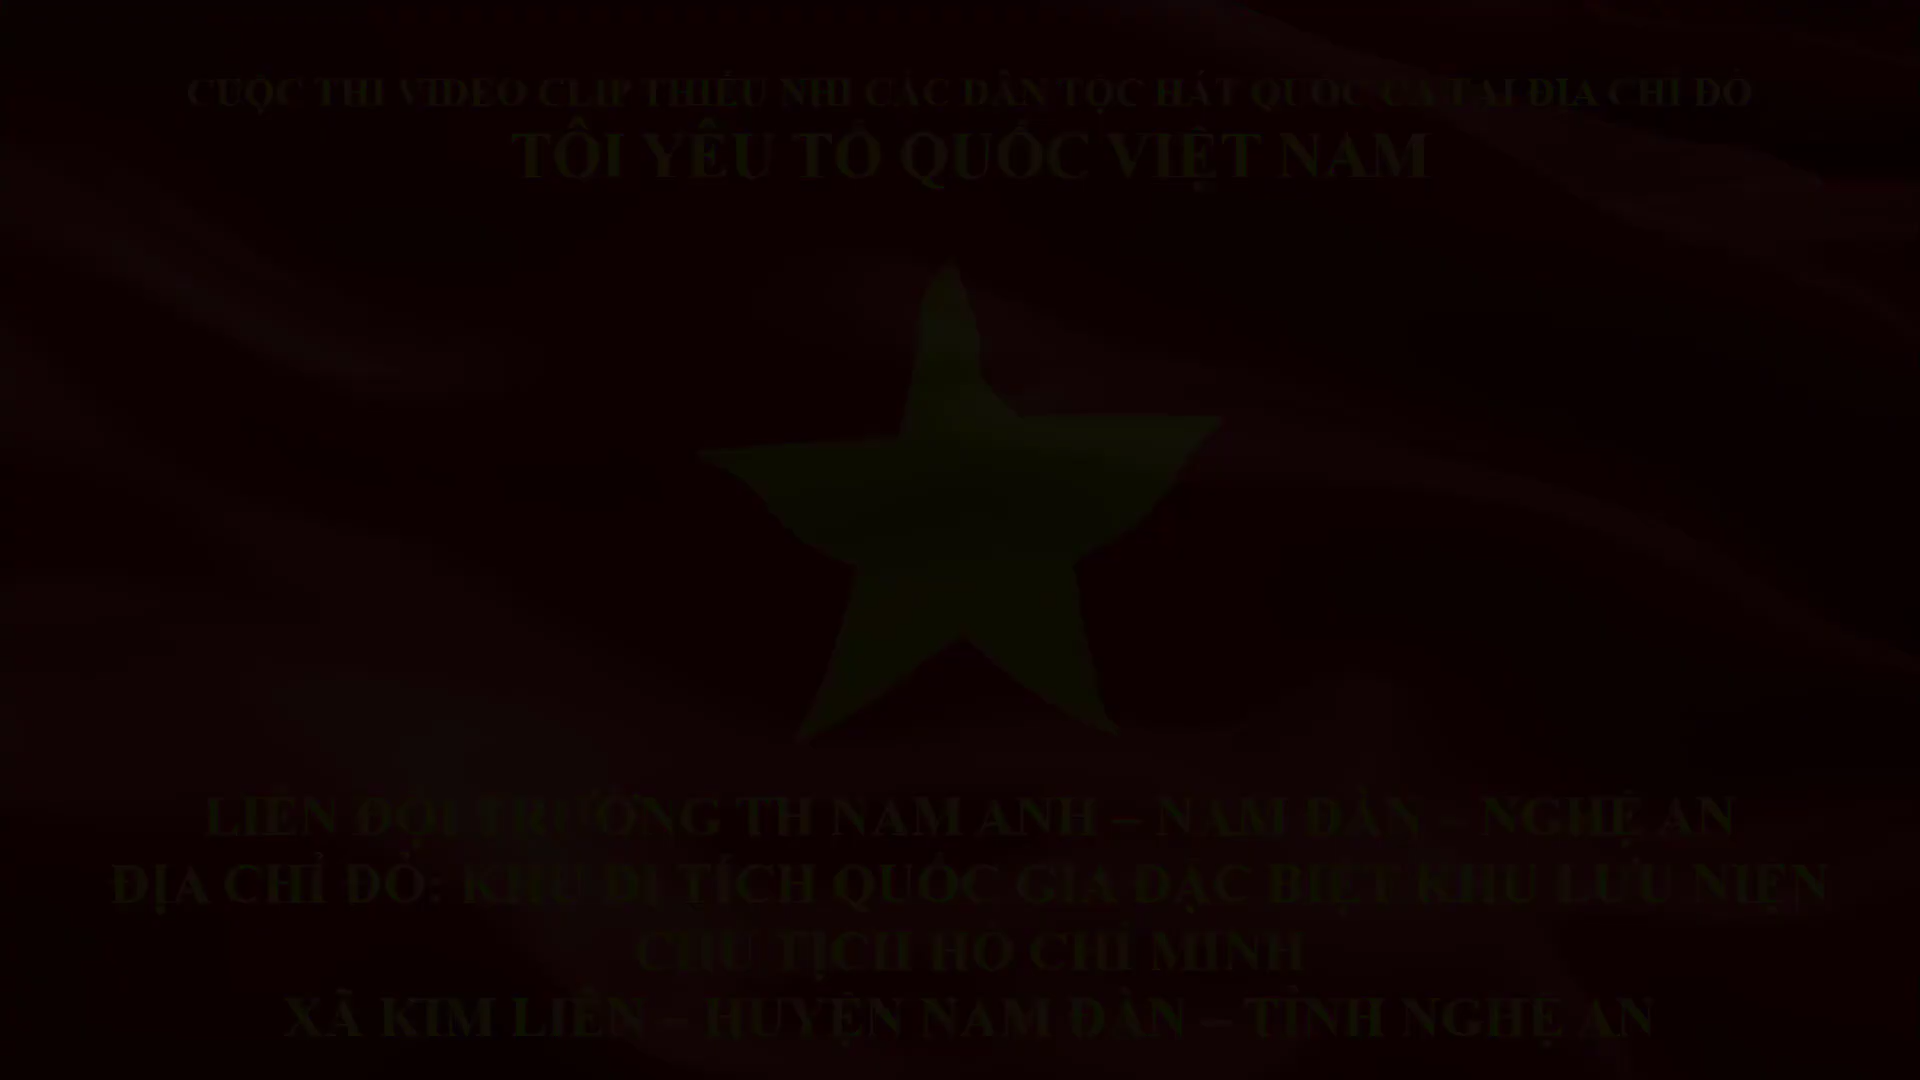 CUỘC THI VIDEO CLIP THIẾU NHI CÁC DÂN TỘC HÁT QUỐC CA TẠI ĐỊA CHỈ ĐỎ
TÔI YÊU TỔ QUỐC VIỆT NAM
LIÊN ĐỘI TRƯỜNG TH NAM ANH – NAM ĐÀN – NGHỆ AN
ĐỊA CHỈ ĐỎ: KHU DI TÍCH QUỐC GIA ĐẶC BIỆT KHU LƯU NIỆN
CHỦ TỊCH HỒ CHÍ MINH
XÃ KIM LIÊN – HUYỆN NAM ĐÀN – TỈNH NGHỆ AN